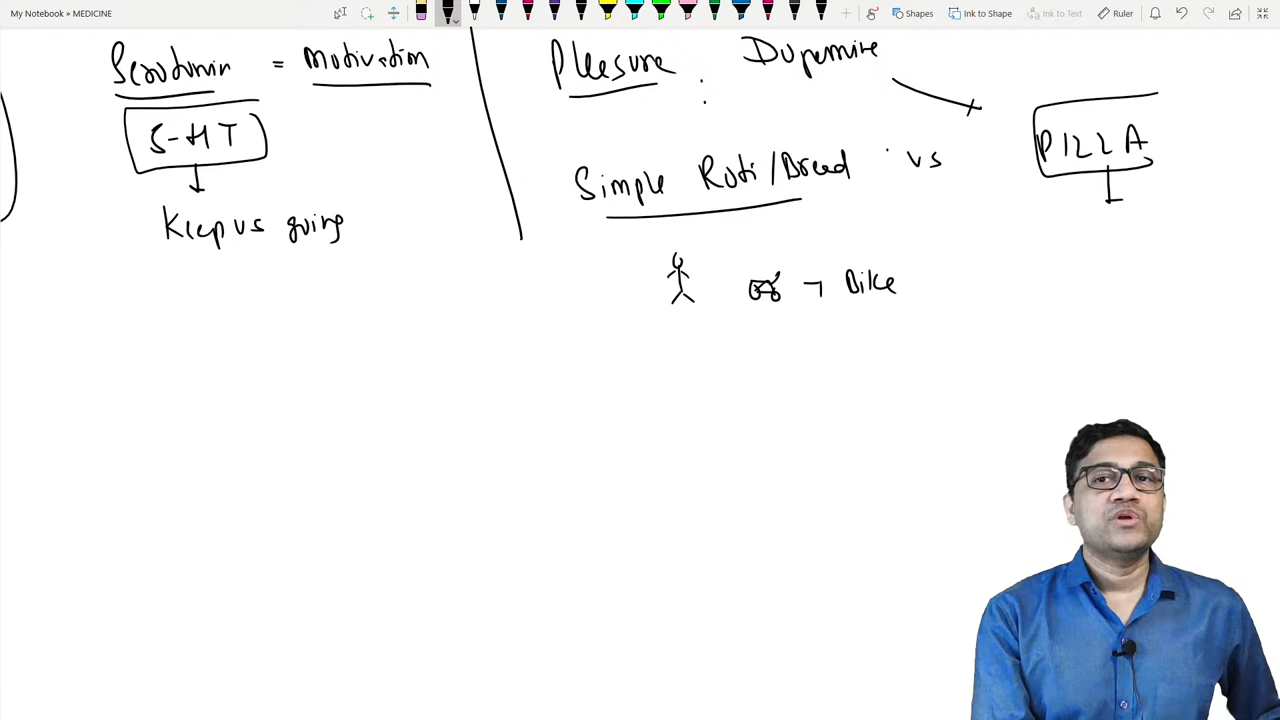 My Notebook » MEDICINE
Shapes
Ink to Shape
Ink to Text
Ruler
Serotonin = Motivation
5-HT
Keep us going
Pleasure : Dopamine
Simple Roti/Bread vs PIZZA
→ Bike